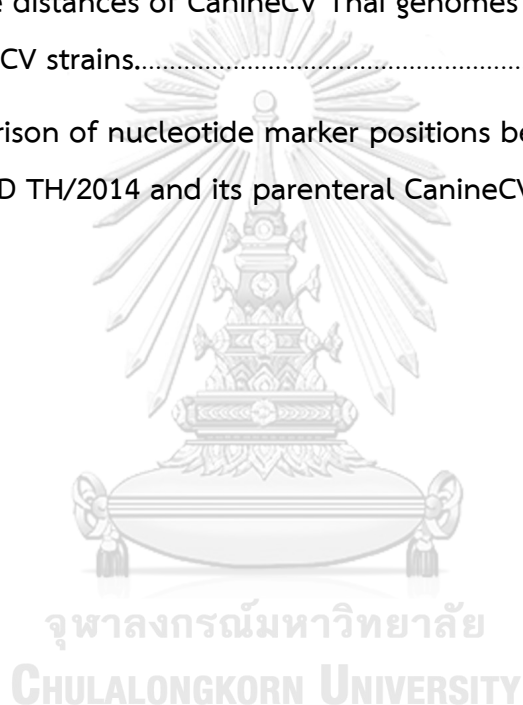 e distances of CanineCV Thai genomes
CV strains.......................................................................
rison of nucleotide marker positions be
D TH/2014 and its parenteral CanineCV
จุฬาลงกรณ์มหาวิทยาลัย
CHULALONGKORN UNIVERSITY